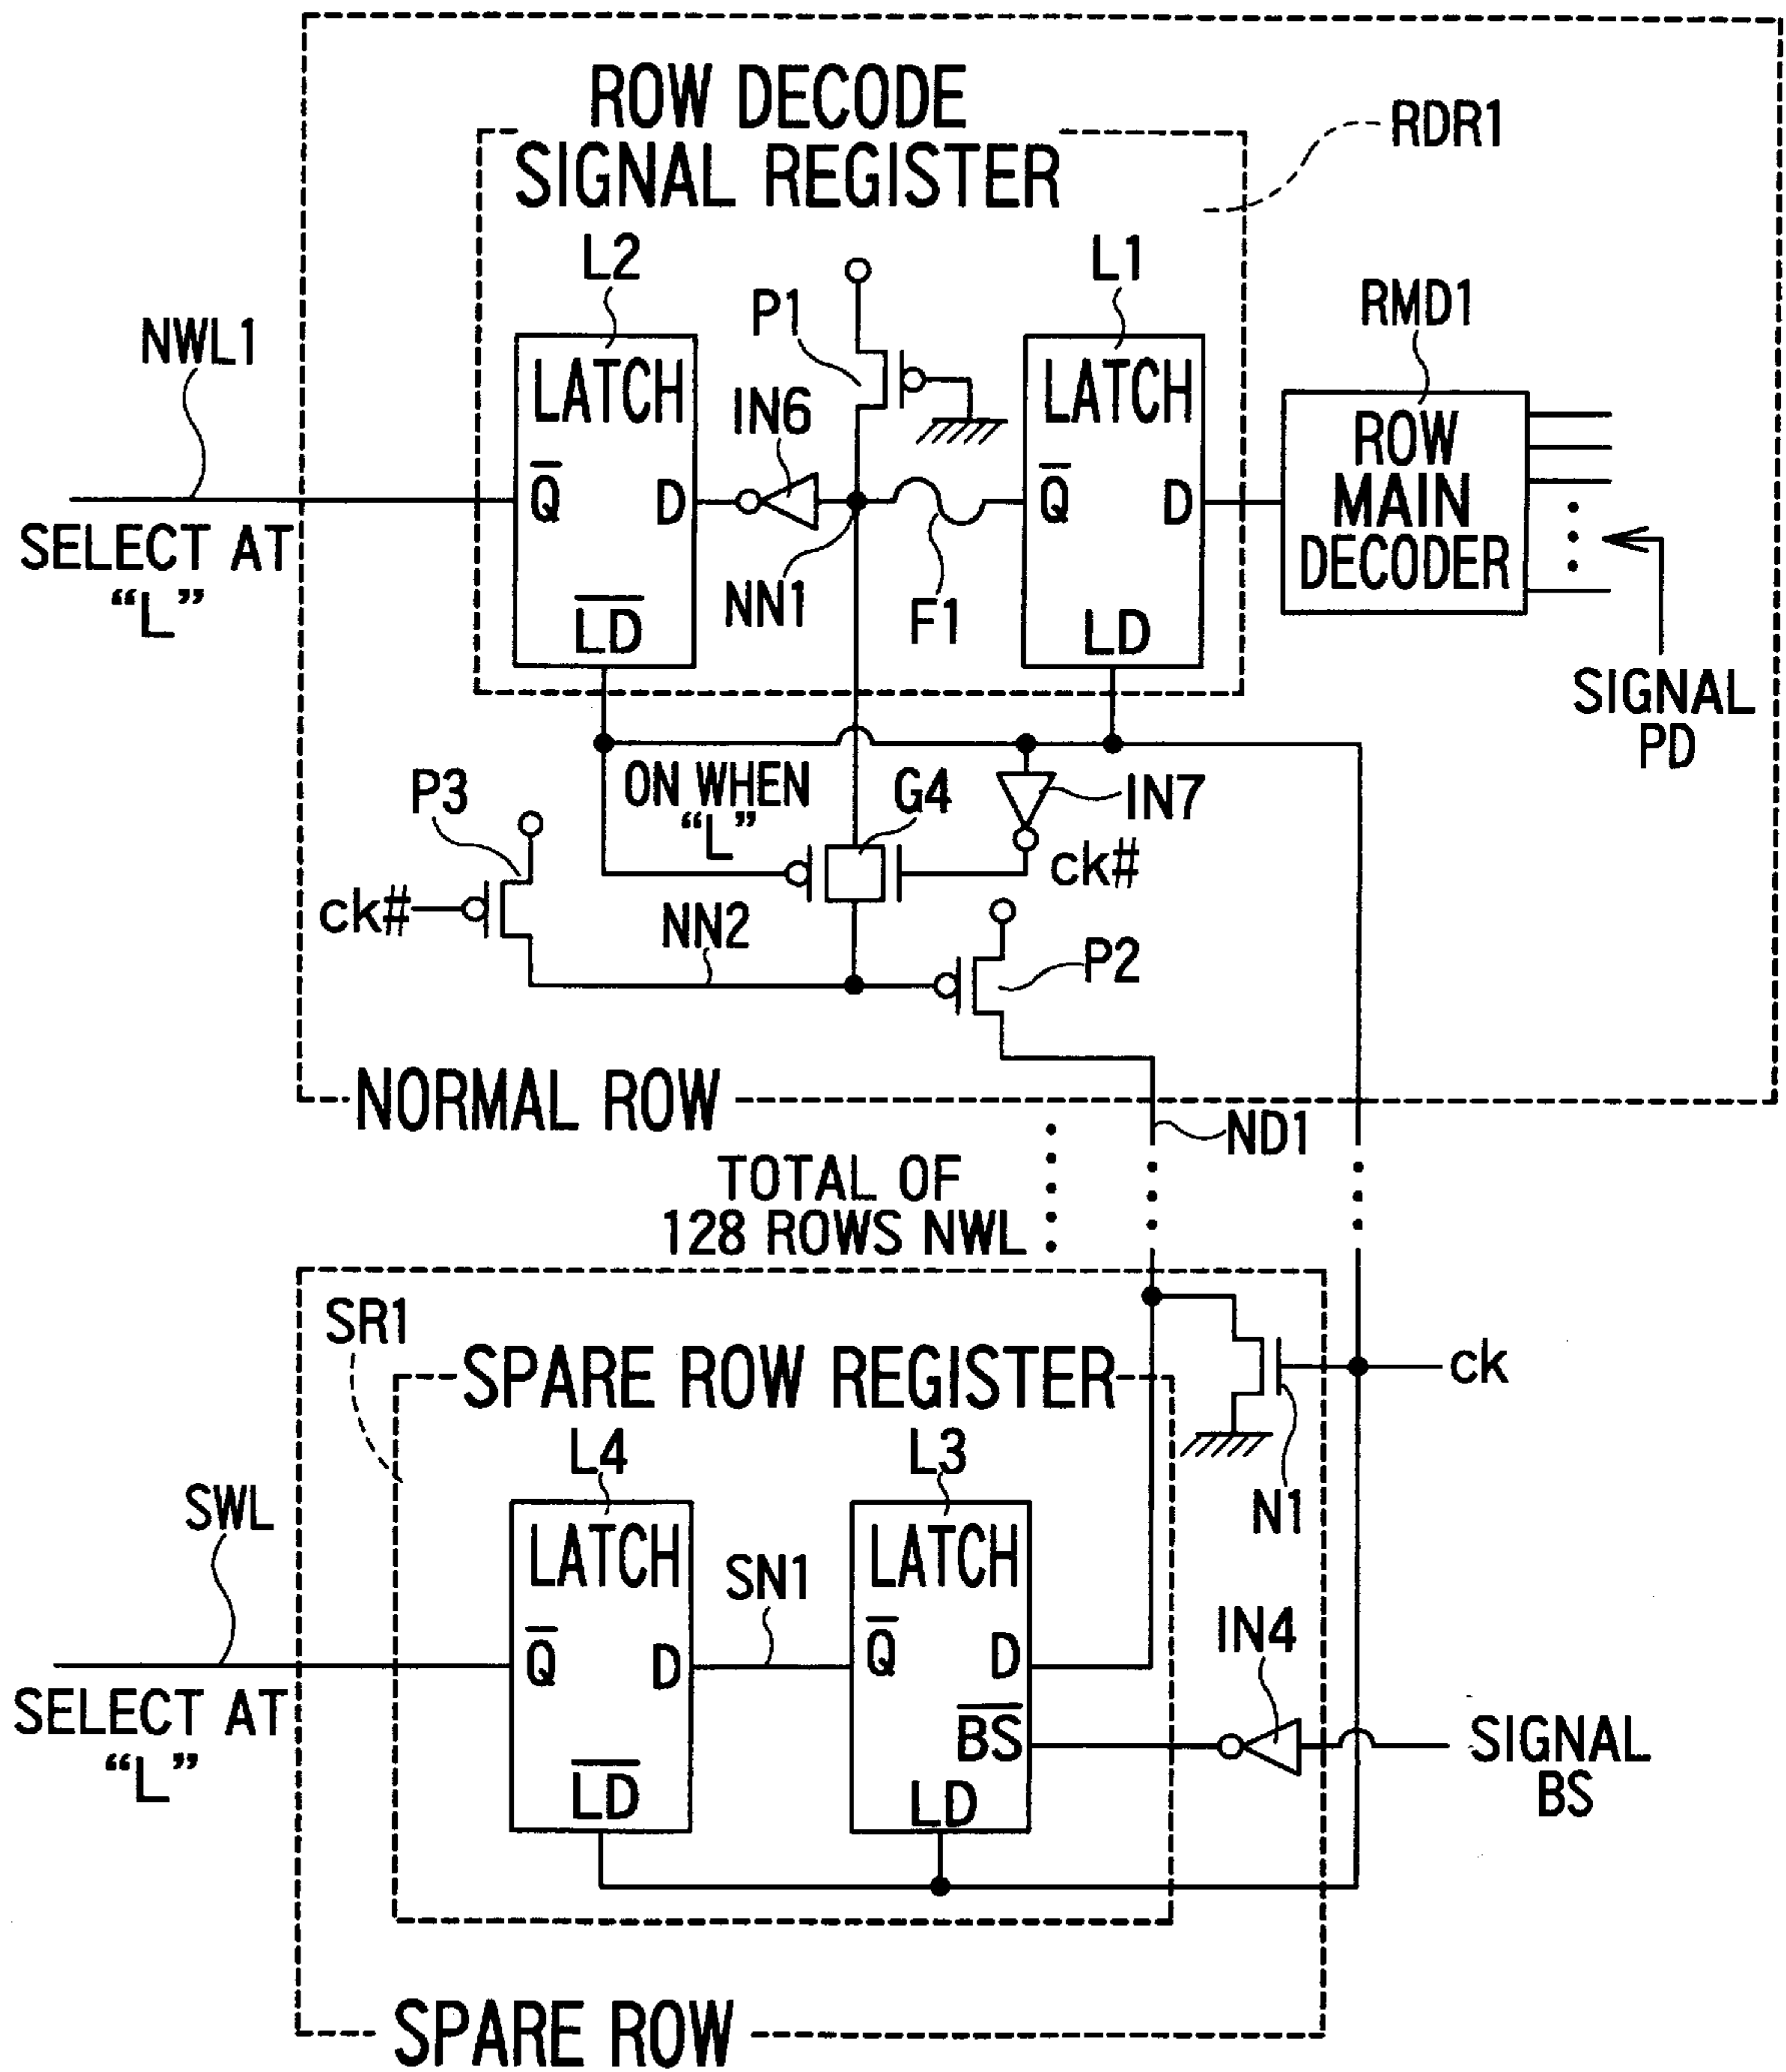 ROW DECODE
SIGNAL REGISTER
RDR1
L2
L1
P1
RMD1
NWL1
LATCH
LATCH
IN6
ROW
MAIN
DECODER
Q̅
D
Q̅
D
SELECT AT
“L”
NN1
F1
L̅D̅
LD
SIGNAL
PD
P3
ON WHEN
“L”
G4
IN7
ck#
ck#
NN2
P2
NORMAL ROW
ND1
TOTAL OF
128 ROWS NWL
SR1
SPARE ROW REGISTER
ck
L4
L3
N1
SWL
LATCH
SN1
LATCH
IN4
Q̅
D
Q̅
D
SELECT AT
“L”
B̅S̅
SIGNAL
BS
L̅D̅
LD
SPARE ROW